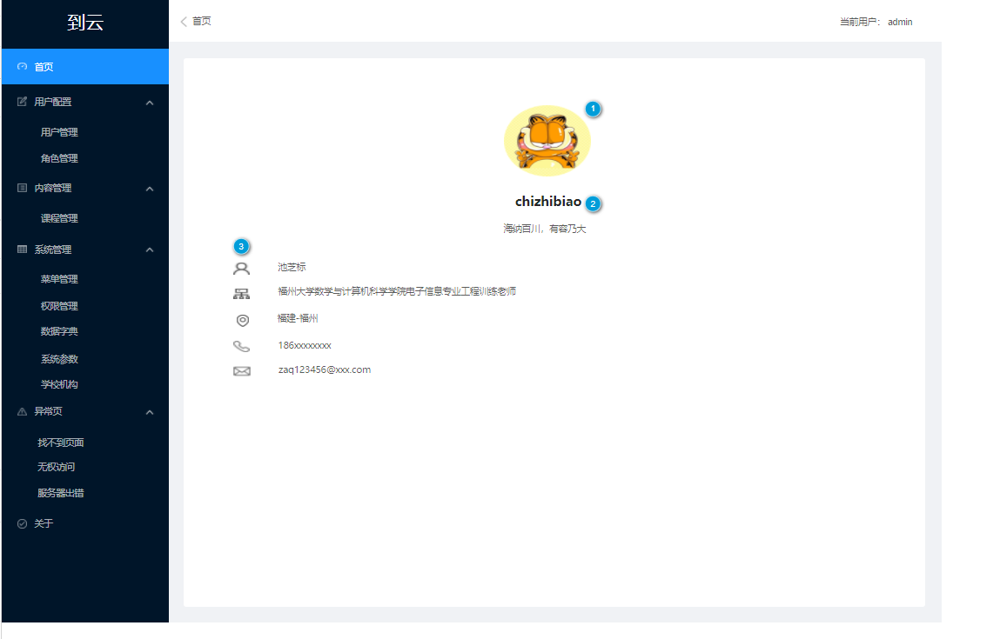 到云
首页
用户配置
用户管理
角色管理
内容管理
课程管理
系统管理
菜单管理
权限管理
数据字典
系统参数
学校机构
异常页
找不到页面
无权访问
服务器出错
关于
首页
当前用户: admin
1
chizhibiao 2
海纳百川，有容乃大
3
池芝标
福州大学数学与计算机科学学院电子信息专业工程训练老师
福建-福州
186xxxxxxxx
zaq123456@xxx.com